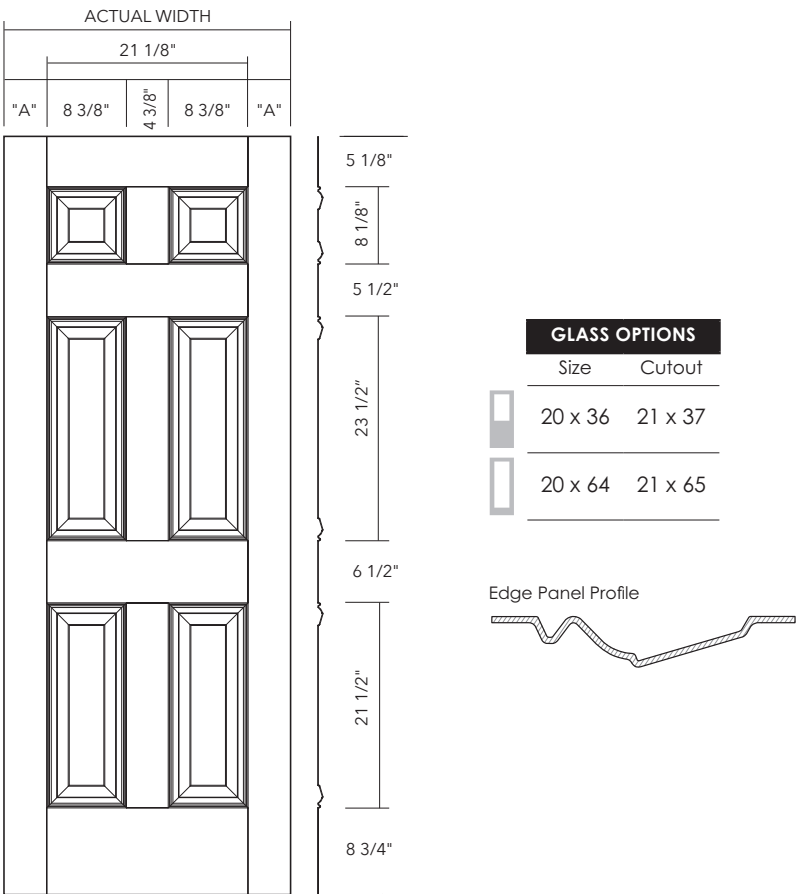 ACTUAL WIDTH
21 1/8"
"A" 8 3/8" 4 3/8" 8 3/8" "A"
5 1/8"
8 1/8"
5 1/2"
23 1/2"
6 1/2"
21 1/2"
8 3/4"
GLASS OPTIONS
Size Cutout
20 x 36 21 x 37
20 x 64 21 x 65
Edge Panel Profile